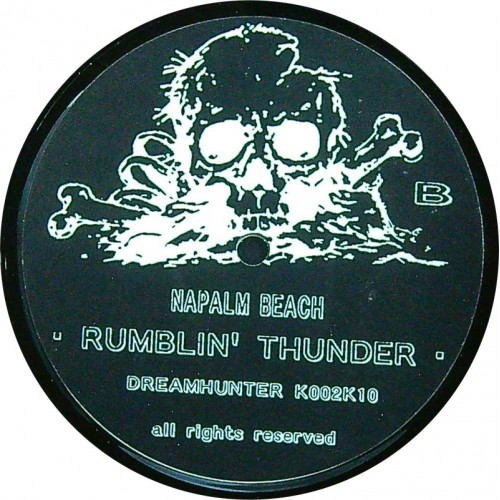 B
NAPALM BEACH
· RUMBLIN' THUNDER ·
DREAMHUNTER K002K10
all rights reserved